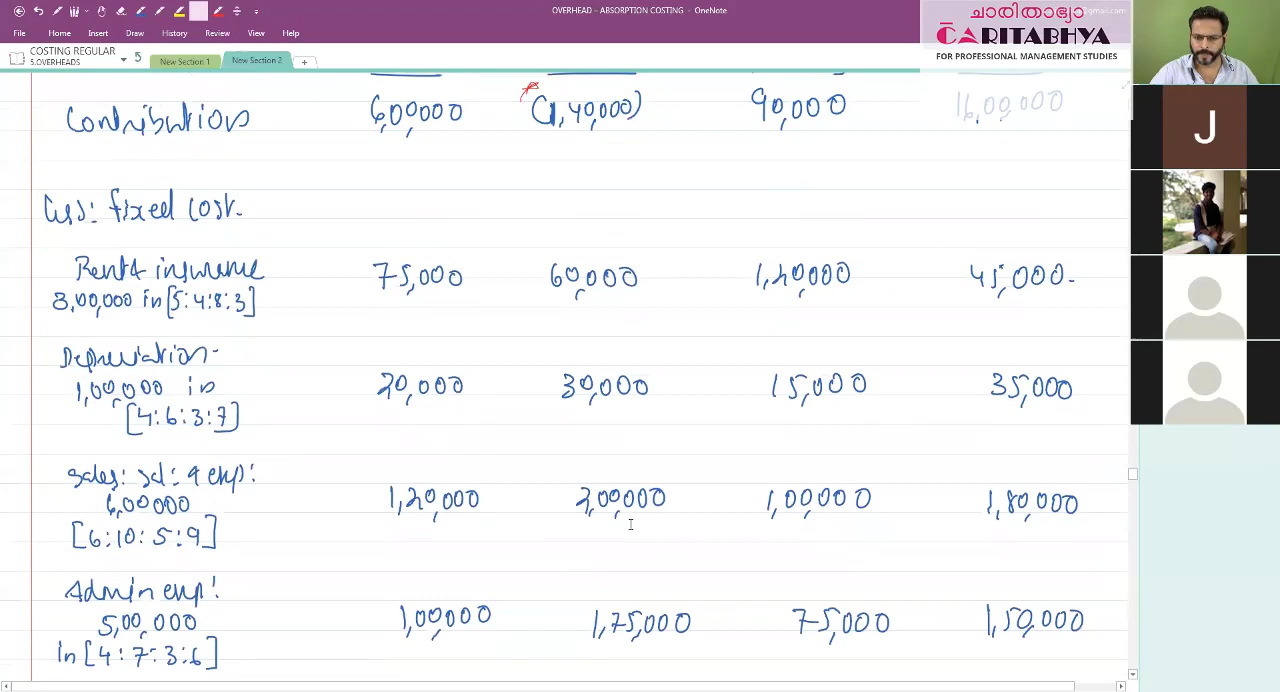 OVERHEAD – ABSORPTION COSTING - OneNote
ചാരിതാഭ്യാ
CARITABHYA
FOR PROFESSIONAL MANAGEMENT STUDIES
@gmail.com
File Home Insert Draw History Review View Help
COSTING REGULAR
5.OVERHEADS
5 New Section 1 New Section 2 +
Contribution 6,00,000 (1,40,000) 90,000 16,00,000
J
Less: fixed cost.
Rent & insurance 75,000 60,000 1,20,000 45,000
3,00,000 in [5:4:8:3]
Depreciation- 20,000 30,000 15,000 35,000
1,00,000 in
[4:6:3:7]
Sales: sal: & exp: 1,20,000 2,00,000 1,00,000 1,80,000
6,00,000
[6:10:5:9]
Admin exp: 1,00,000 1,75,000 75,000 1,50,000
5,00,000
in [4:7:3:6]